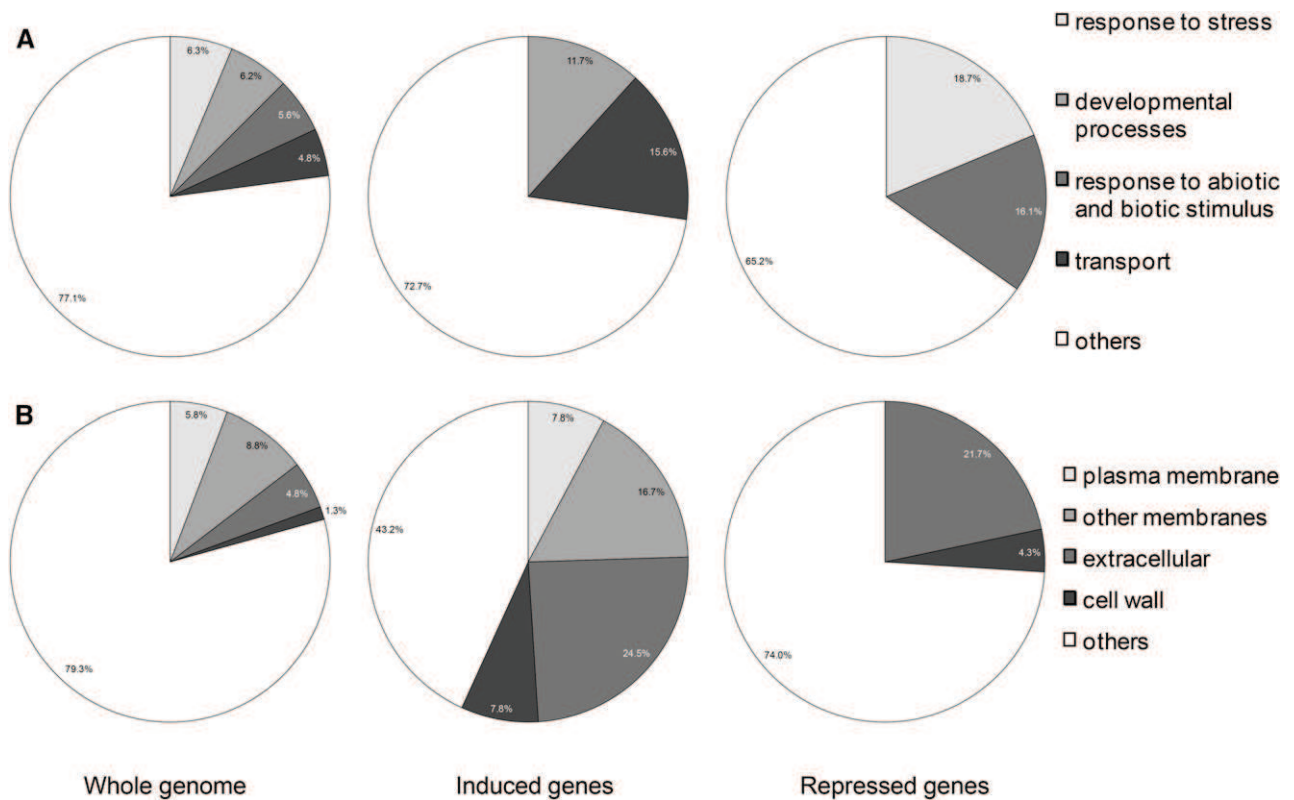 A
6.3%
6.2%
5.6%
4.8%
77.1%
11.7%
15.6%
72.7%
18.7%
16.1%
65.2%
response to stress
developmental
processes
response to abiotic
and biotic stimulus
transport
others
B
5.8%
8.8%
4.8%
1.3%
79.3%
7.8%
16.7%
24.5%
7.8%
43.2%
21.7%
4.3%
74.0%
plasma membrane
other membranes
extracellular
cell wall
others
Whole genome
Induced genes
Repressed genes